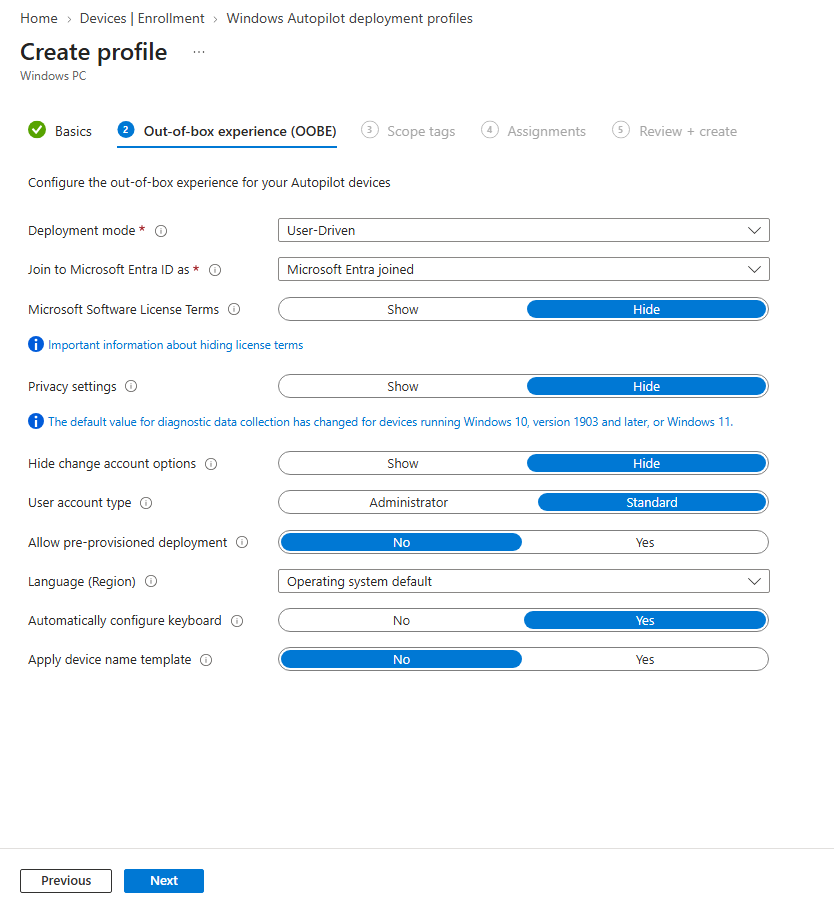 Home > Devices | Enrollment > Windows Autopilot deployment profiles
Create profile ...
Windows PC
Basics 2 Out-of-box experience (OOBE) 3 Scope tags 4 Assignments 5 Review + create
Configure the out-of-box experience for your Autopilot devices
Deployment mode * User-Driven
Join to Microsoft Entra ID as * Microsoft Entra joined
Microsoft Software License Terms Show Hide
Important information about hiding license terms
Privacy settings Show Hide
The default value for diagnostic data collection has changed for devices running Windows 10, version 1903 and later, or Windows 11.
Hide change account options Show Hide
User account type Administrator Standard
Allow pre-provisioned deployment No Yes
Language (Region) Operating system default
Automatically configure keyboard No Yes
Apply device name template No Yes
Previous Next